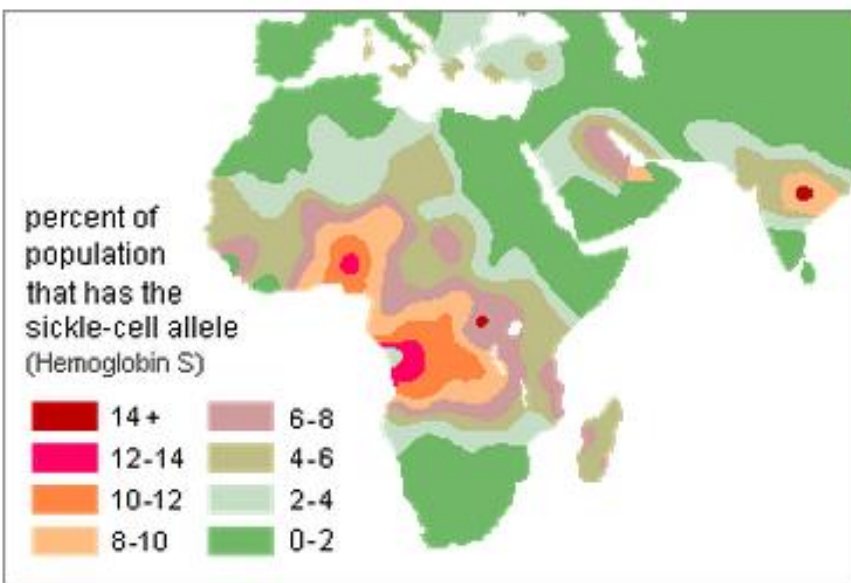 percent of
population
that has the
sickle-cell allele
(Hemoglobin S)
14+ 6-8
12-14 4-6
10-12 2-4
8-10 0-2